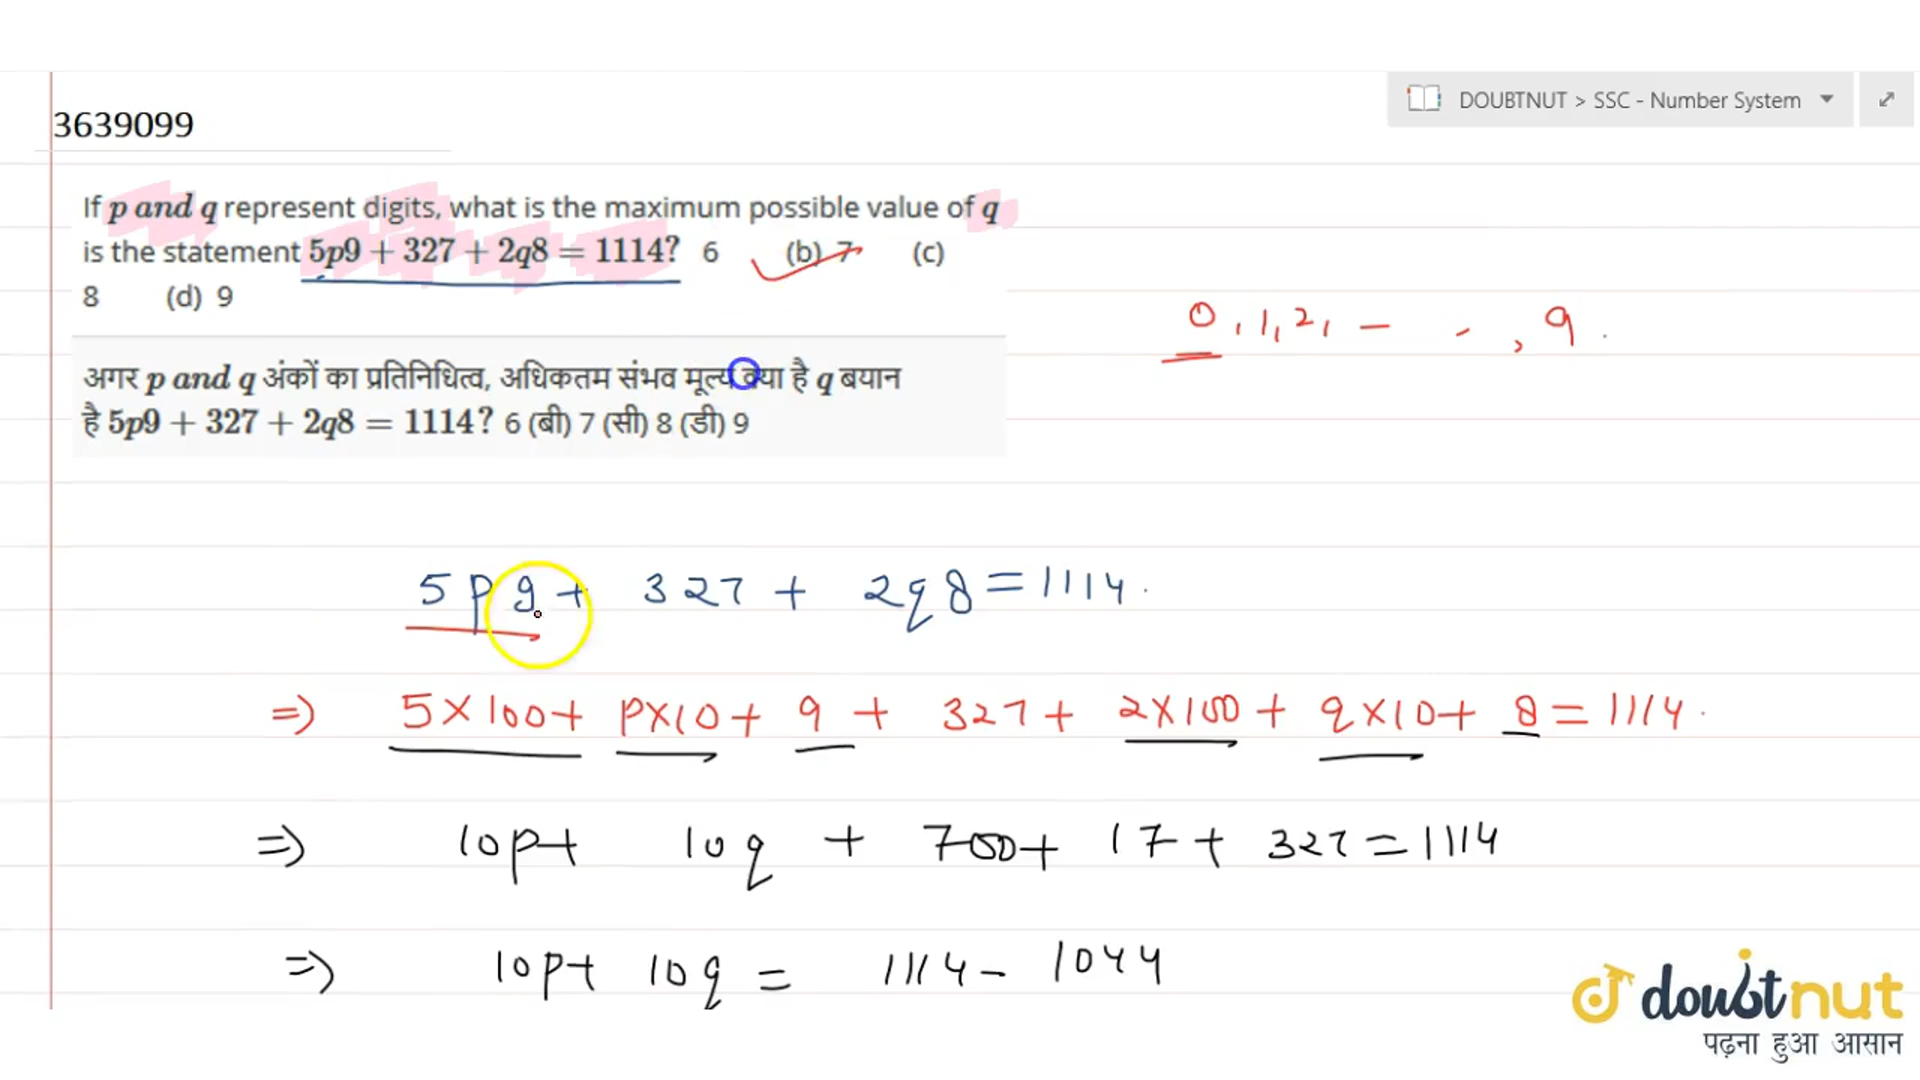 DOUBTNUT > SSC - Number System
3639099
If p and q represent digits, what is the maximum possible value of q
is the statement 5p9 + 327 + 2q8 = 1114? 6 (b) 7 (c)
8 (d) 9
0, 1, 2, - - , 9.
अगर p and q अंकों का प्रतिनिधित्व, अधिकतम संभव मूल्य क्या है q बयान
है 5p9 + 327 + 2q8 = 1114? 6 (बी) 7 (सी) 8 (डी) 9
5p9 + 327 + 2q8 = 1114.
=> 5×100 + p×10 + 9 + 327 + 2×100 + q×10 + 8 = 1114.
=> 10p + 10q + 700 + 17 + 327 = 1114
=> 10p + 10q = 1114 - 1044
doubtnut
पढ़ना हुआ आसान